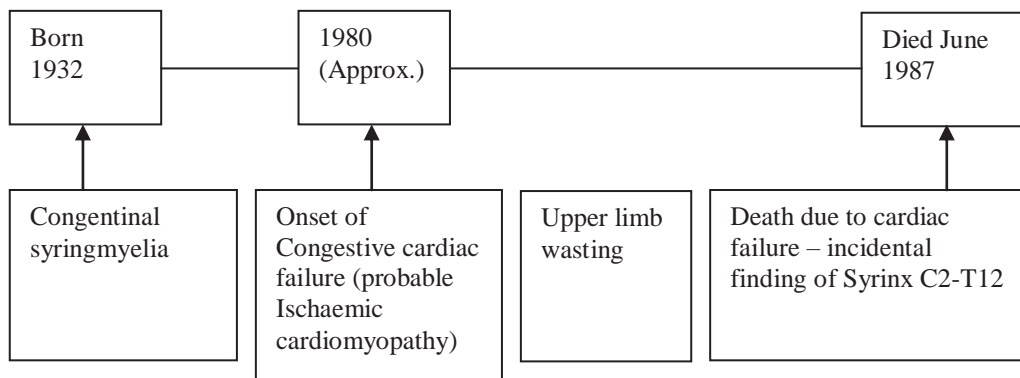 Born
1932
1980
(Approx.)
Died June
1987
Congentinal
syringmyelia
Onset of
Congestive cardiac
failure (probable
Ischaemic
cardiomyopathy)
Upper limb
wasting
Death due to cardiac
failure – incidental
finding of Syrinx C2-T12